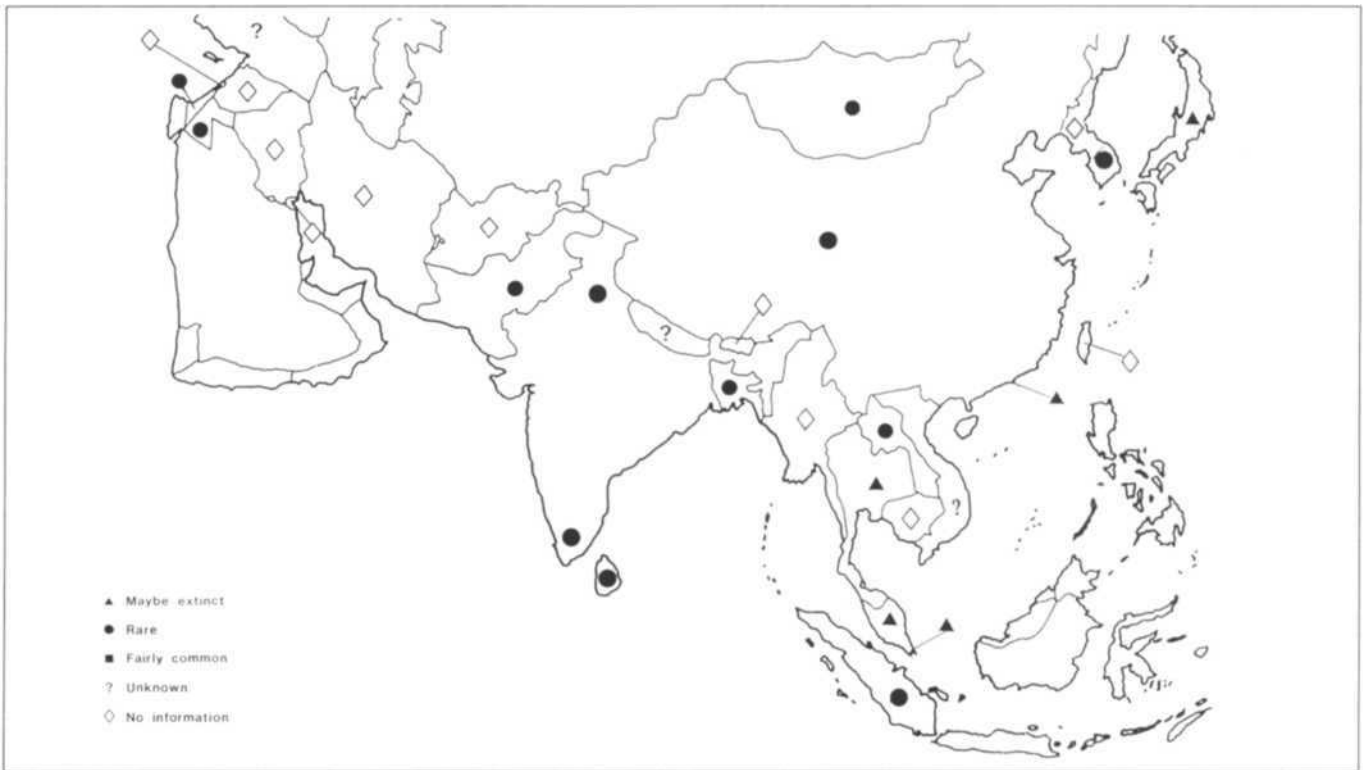 ?
?
?
Maybe extinct
Rare
Fairly common
? Unknown
No information